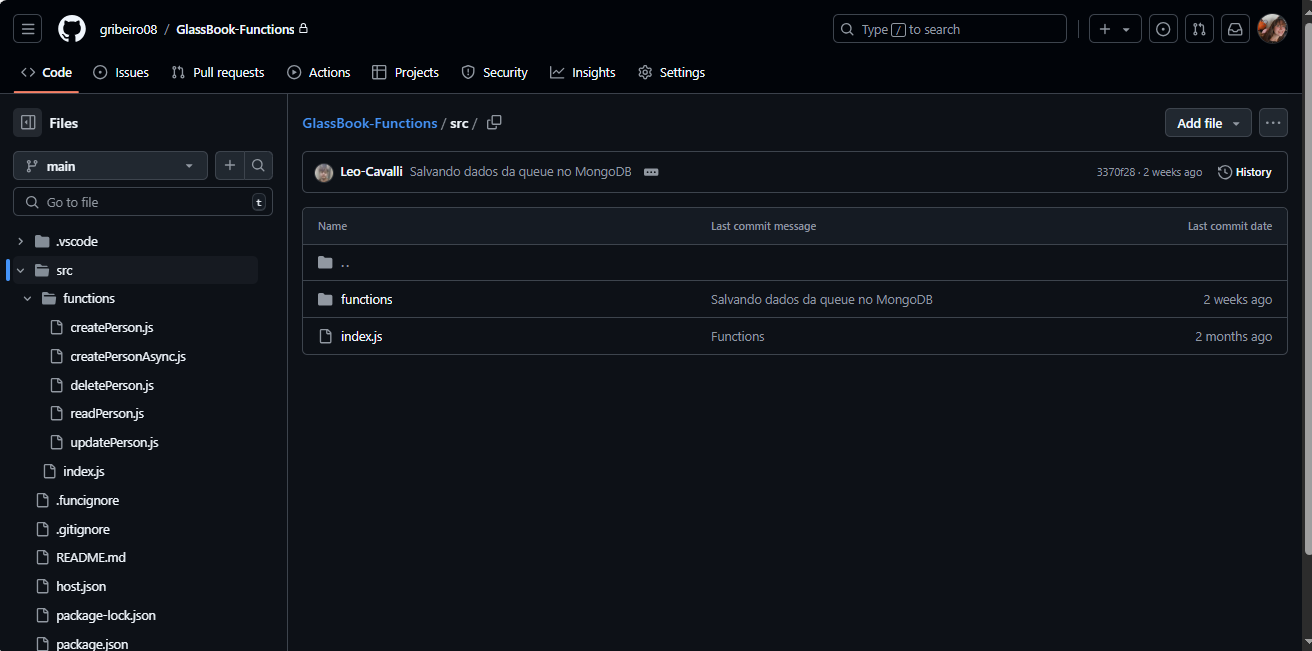 gribeiro08 / GlassBook-Functions
Type / to search
Code Issues Pull requests Actions Projects Security Insights Settings
Files
main
Go to file
t
.vscode
src
functions
createPerson.js
createPersonAsync.js
deletePerson.js
readPerson.js
updatePerson.js
index.js
.funcignore
.gitignore
README.md
host.json
package-lock.json
package.json
GlassBook-Functions / src /
Add file
Leo-Cavalli Salvando dados da queue no MongoDB
3370f28 · 2 weeks ago History
Name Last commit message Last commit date
..
functions Salvando dados da queue no MongoDB 2 weeks ago
index.js Functions 2 months ago